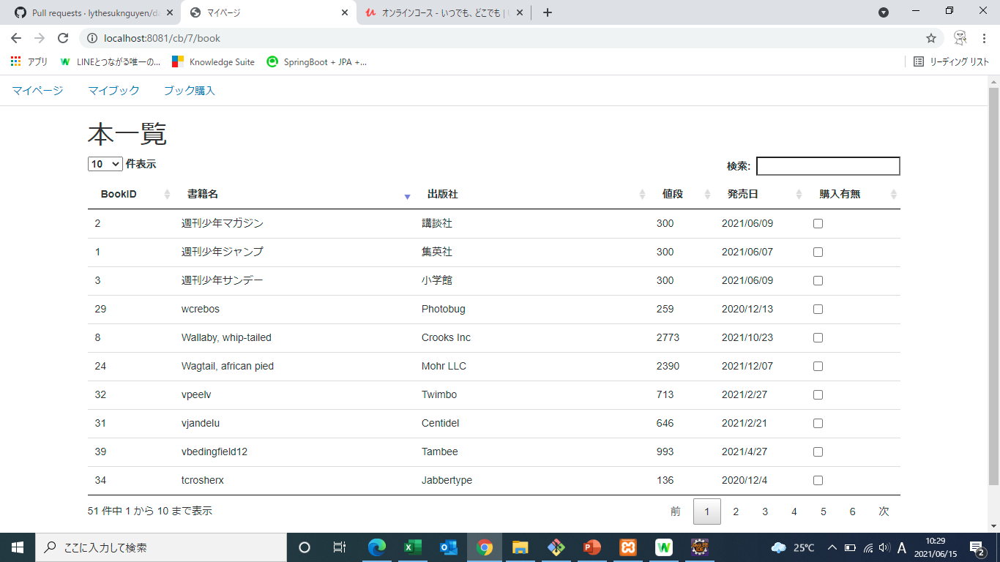 Pull requests · lythesuknguyen/d
マイページ
オンラインコース - いつでも、どこでも |
localhost:8081/cb/7/book
アプリ
LINEとつながる唯一の...
Knowledge Suite
SpringBoot + JPA +...
リーディング リスト
マイページ マイブック ブック購入
本一覧
10 件表示
検索:
BookID 書籍名 出版社 値段 発売日 購入有無
2 週刊少年マガジン 講談社 300 2021/06/09
1 週刊少年ジャンプ 集英社 300 2021/06/07
3 週刊少年サンデー 小学館 300 2021/06/09
29 wcrebos Photobug 259 2020/12/13
8 Wallaby, whip-tailed Crooks Inc 2773 2021/10/23
24 Wagtail, african pied Mohr LLC 2390 2021/12/07
32 vpeelv Twimbo 713 2021/2/27
31 vjandelu Centidel 646 2021/2/21
39 vbedingfield12 Tambee 993 2021/4/27
34 tcrosherx Jabbertype 136 2020/12/4
51 件中 1 から 10 まで表示
前 1 2 3 4 5 6 次
ここに入力して検索
25°C
A
10:29
2021/06/15
2